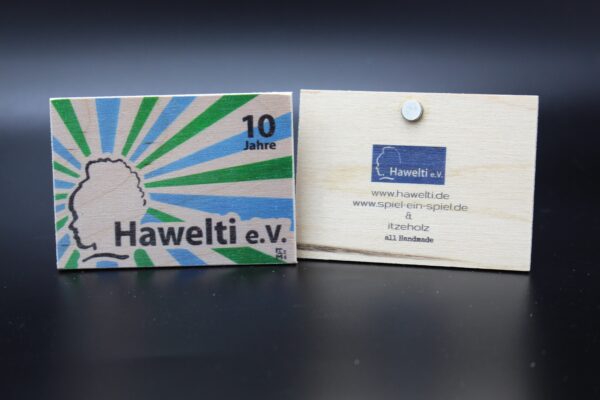 10
Jahre
Hawelti e.V.
Hawelti e.V.
www.hawelti.de
www.spiel-ein-spiel.de
&
itzeholz
all Handmade